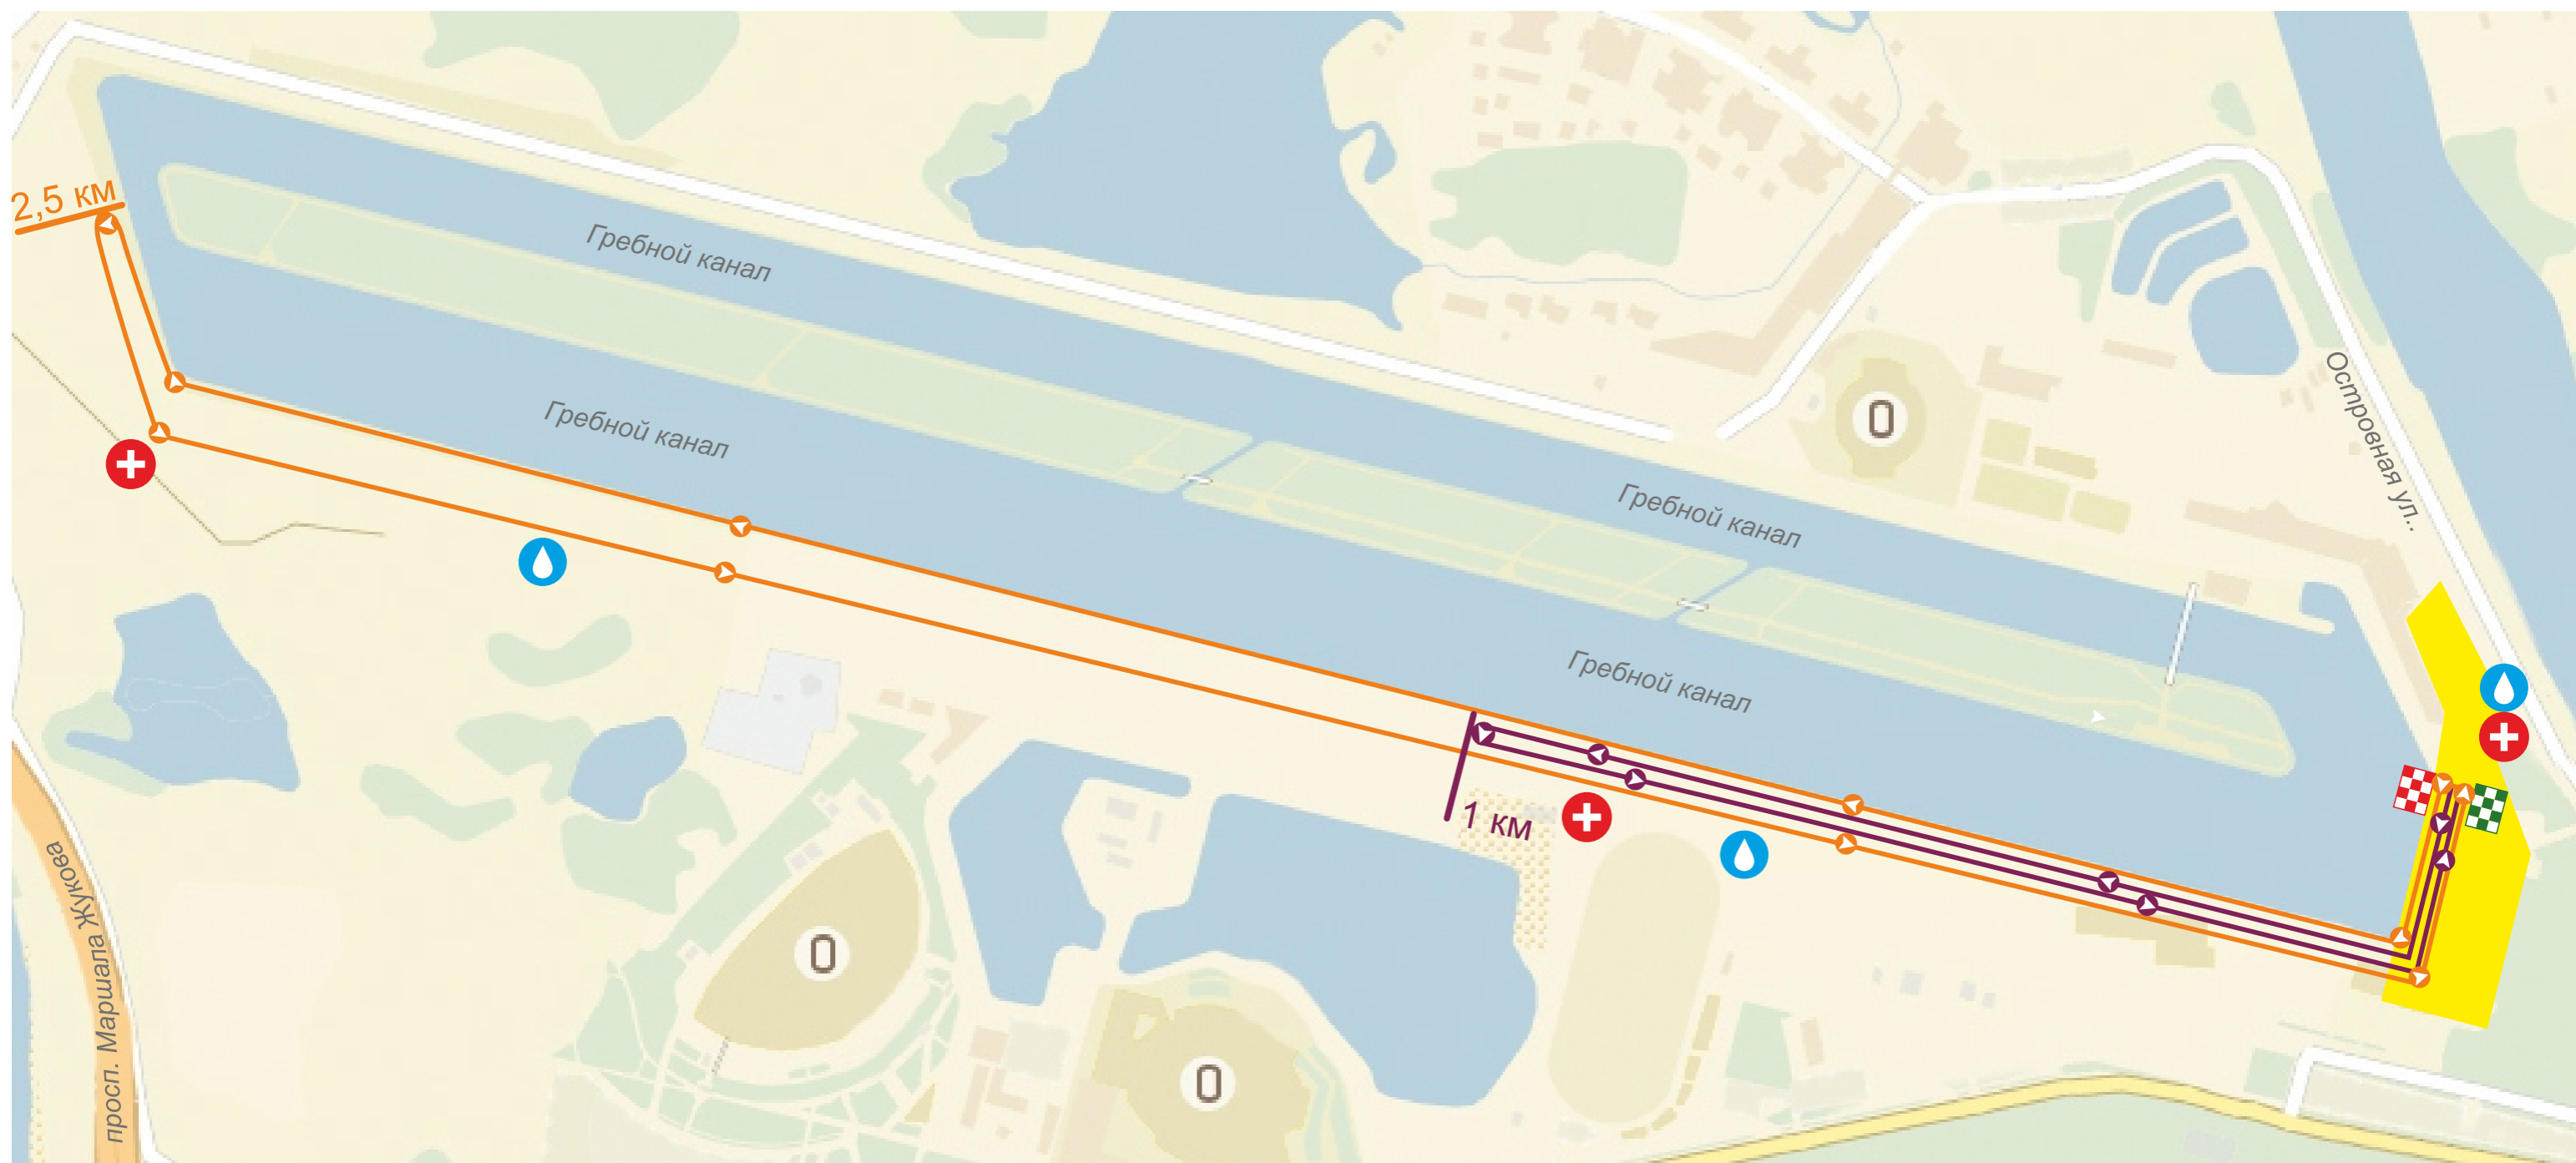 2,5 км
Гребной канал
Гребной канал
Островная ул..
Гребной канал
Гребной канал
1 км
просп. Маршала Жукова